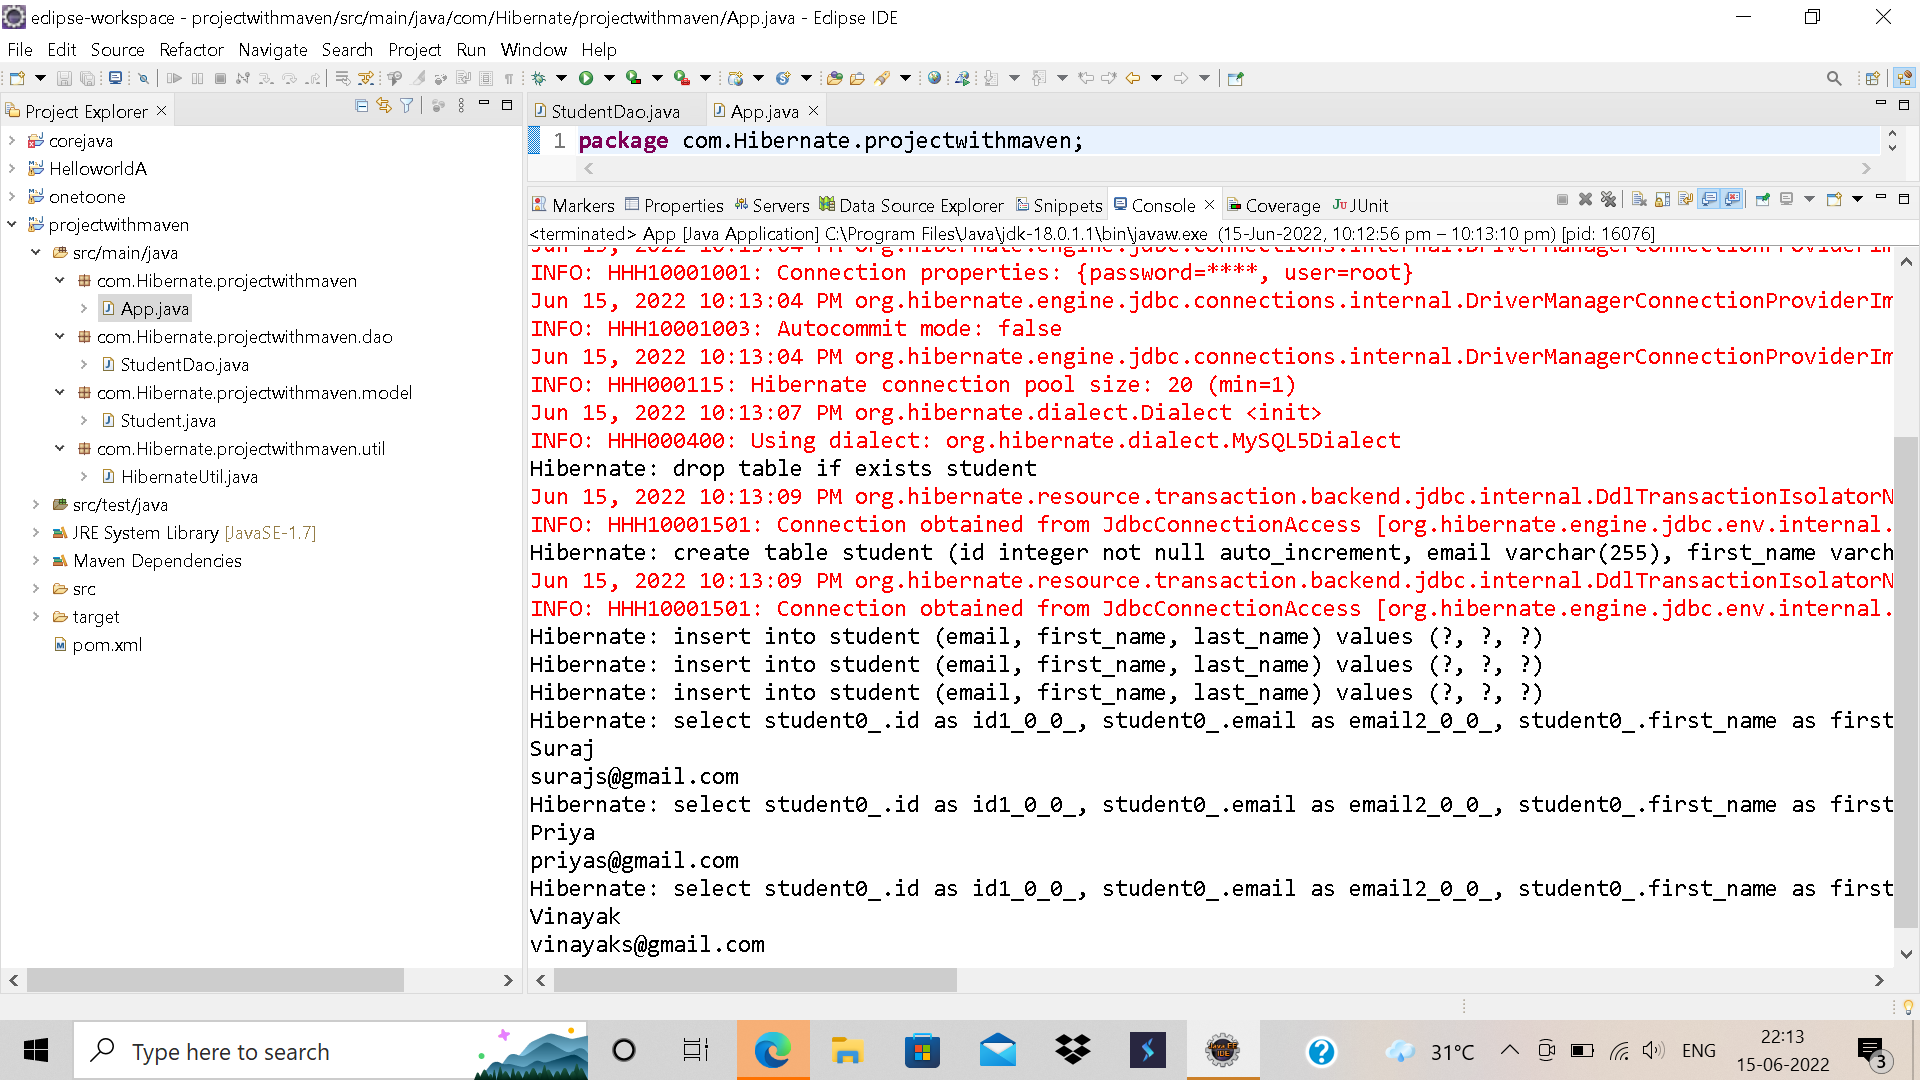 eclipse-workspace - projectwithmaven/src/main/java/com/Hibernate/projectwithmaven/App.java - Eclipse IDE
File Edit Source Refactor Navigate Search Project Run Window Help
Project Explorer
corejava
HelloworldA
onetoone
projectwithmaven
src/main/java
com.Hibernate.projectwithmaven
App.java
com.Hibernate.projectwithmaven.dao
StudentDao.java
com.Hibernate.projectwithmaven.model
Student.java
com.Hibernate.projectwithmaven.util
HibernateUtil.java
src/test/java
JRE System Library [JavaSE-1.7]
Maven Dependencies
src
target
pom.xml
StudentDao.java App.java
1 package com.Hibernate.projectwithmaven;
Markers Properties Servers Data Source Explorer Snippets Console Coverage JUnit
<terminated> App [Java Application] C:\Program Files\Java\jdk-18.0.1.1\bin\javaw.exe (15-Jun-2022, 10:12:56 pm – 10:13:10 pm) [pid: 16076]
Jun 15, 2022 10:13:04 PM org.hibernate.engine.jdbc.connections.internal.DriverManagerConnectionProviderIm
INFO: HHH10001001: Connection properties: {password=****, user=root}
Jun 15, 2022 10:13:04 PM org.hibernate.engine.jdbc.connections.internal.DriverManagerConnectionProviderIm
INFO: HHH10001003: Autocommit mode: false
Jun 15, 2022 10:13:04 PM org.hibernate.engine.jdbc.connections.internal.DriverManagerConnectionProviderIm
INFO: HHH000115: Hibernate connection pool size: 20 (min=1)
Jun 15, 2022 10:13:07 PM org.hibernate.dialect.Dialect <init>
INFO: HHH000400: Using dialect: org.hibernate.dialect.MySQL5Dialect
Hibernate: drop table if exists student
Jun 15, 2022 10:13:09 PM org.hibernate.resource.transaction.backend.jdbc.internal.DdlTransactionIsolatorN
INFO: HHH10001501: Connection obtained from JdbcConnectionAccess [org.hibernate.engine.jdbc.env.internal.
Hibernate: create table student (id integer not null auto_increment, email varchar(255), first_name varch
Jun 15, 2022 10:13:09 PM org.hibernate.resource.transaction.backend.jdbc.internal.DdlTransactionIsolatorN
INFO: HHH10001501: Connection obtained from JdbcConnectionAccess [org.hibernate.engine.jdbc.env.internal.
Hibernate: insert into student (email, first_name, last_name) values (?, ?, ?)
Hibernate: insert into student (email, first_name, last_name) values (?, ?, ?)
Hibernate: insert into student (email, first_name, last_name) values (?, ?, ?)
Hibernate: select student0_.id as id1_0_0_, student0_.email as email2_0_0_, student0_.first_name as first
Suraj
surajs@gmail.com
Hibernate: select student0_.id as id1_0_0_, student0_.email as email2_0_0_, student0_.first_name as first
Priya
priyas@gmail.com
Hibernate: select student0_.id as id1_0_0_, student0_.email as email2_0_0_, student0_.first_name as first
Vinayak
vinayaks@gmail.com
Type here to search
31°C ENG 22:13
15-06-2022 3